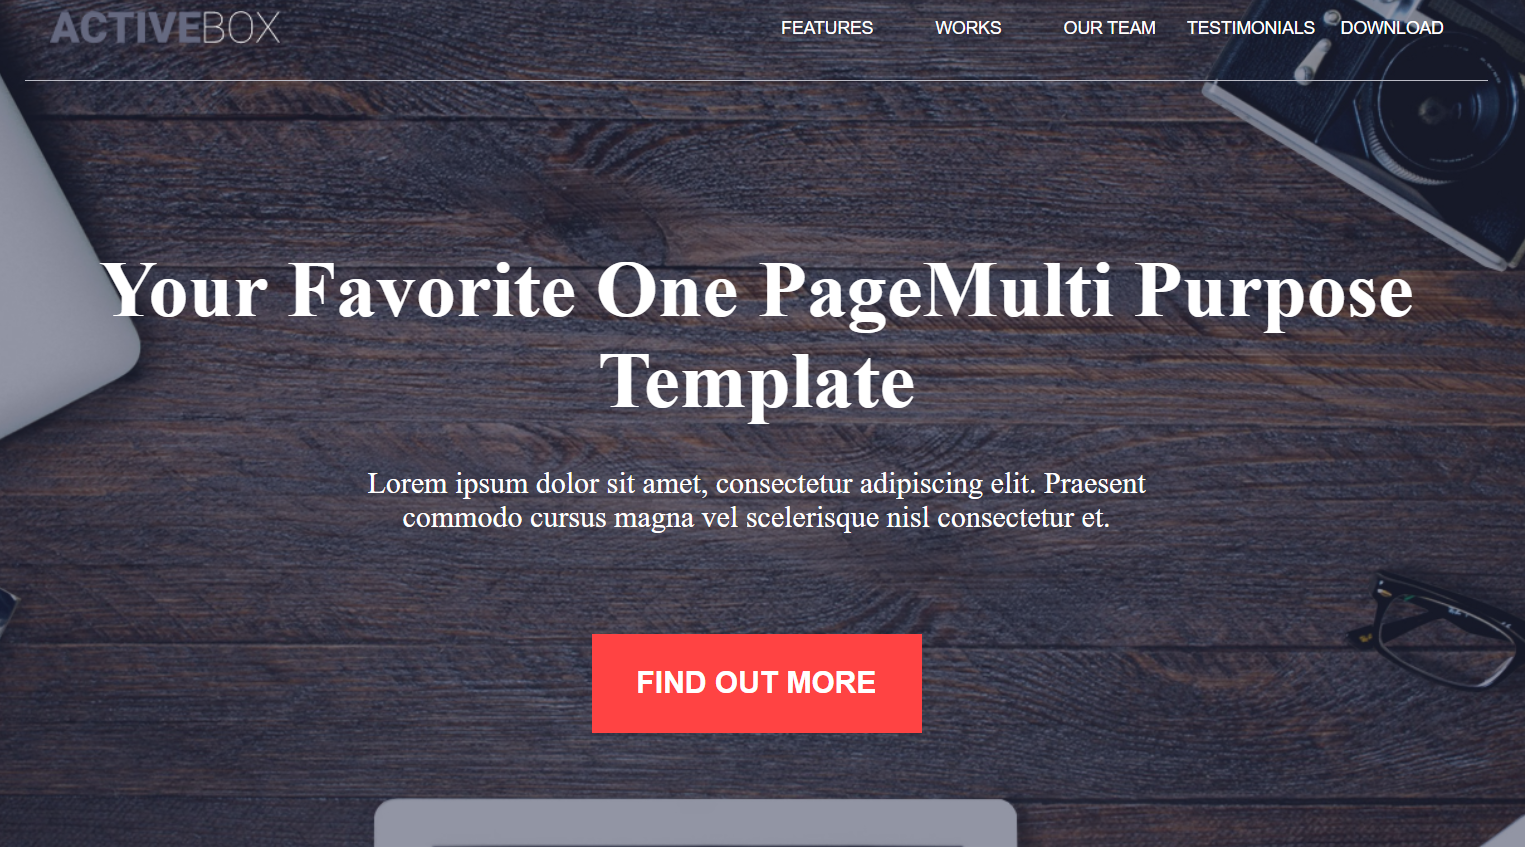 ACTIVEBOX
FEATURES WORKS OUR TEAM TESTIMONIALS DOWNLOAD
Your Favorite One PageMulti Purpose
Template
Lorem ipsum dolor sit amet, consectetur adipiscing elit. Praesent
commodo cursus magna vel scelerisque nisl consectetur et.
FIND OUT MORE